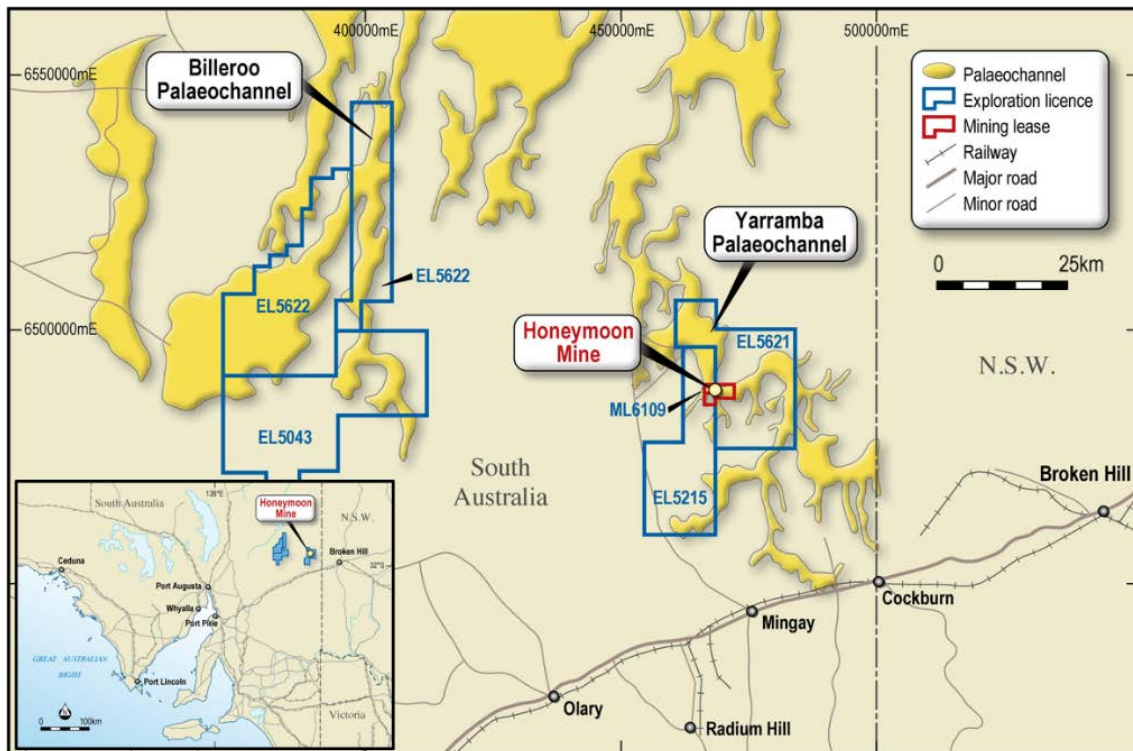 400000mE
450000mE
500000mE
6550000mE
6500000mE
Billeroo
Palaeochannel
Palaeochannel
Exploration licence
Mining lease
Railway
Major road
Minor road
0 25km
Yarramba
Palaeochannel
EL5622
EL5622
Honeymoon
Mine
EL5621
N.S.W.
ML6109
EL5043
South
Australia
EL5215
Broken Hill
Cockburn
Mingay
Olary
Radium Hill
South Australia
138°E
Honeymoon
Mine
N.S.W.
Broken Hill
32°S
Ceduna
Port Augusta
Whyalla
Port Pirie
GREAT AUSTRALIAN
BIGHT
Port Lincoln
Victoria
0 100km